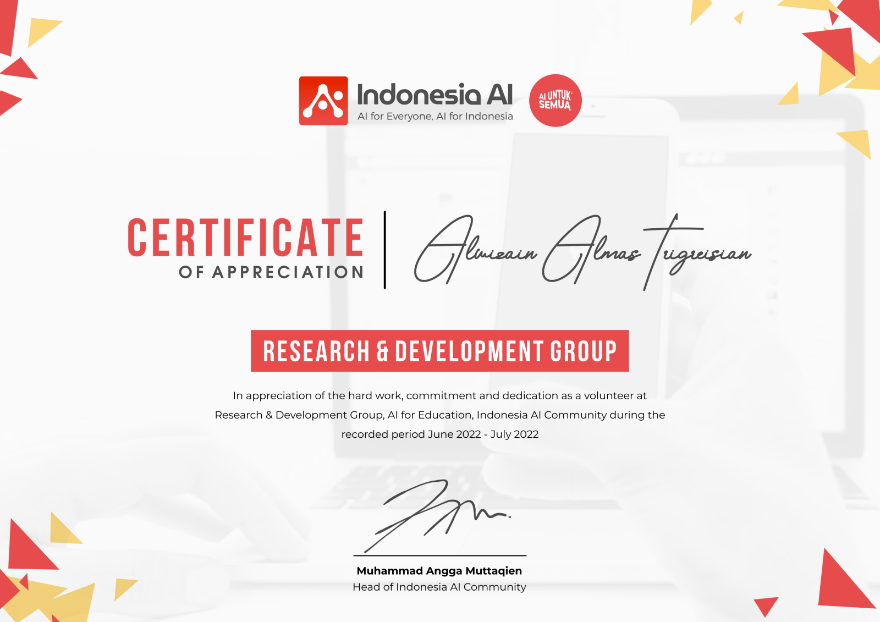 Indonesia AI
AI for Everyone, AI for Indonesia
AI UNTUK
SEMUA
CERTIFICATE
OF APPRECIATION
Almas
RESEARCH & DEVELOPMENT GROUP
In appreciation of the hard work, commitment and dedication as a volunteer at
Research & Development Group, AI for Education, Indonesia AI Community during the
recorded period June 2022 - July 2022
Muhammad Angga Muttaqien
Head of Indonesia AI Community